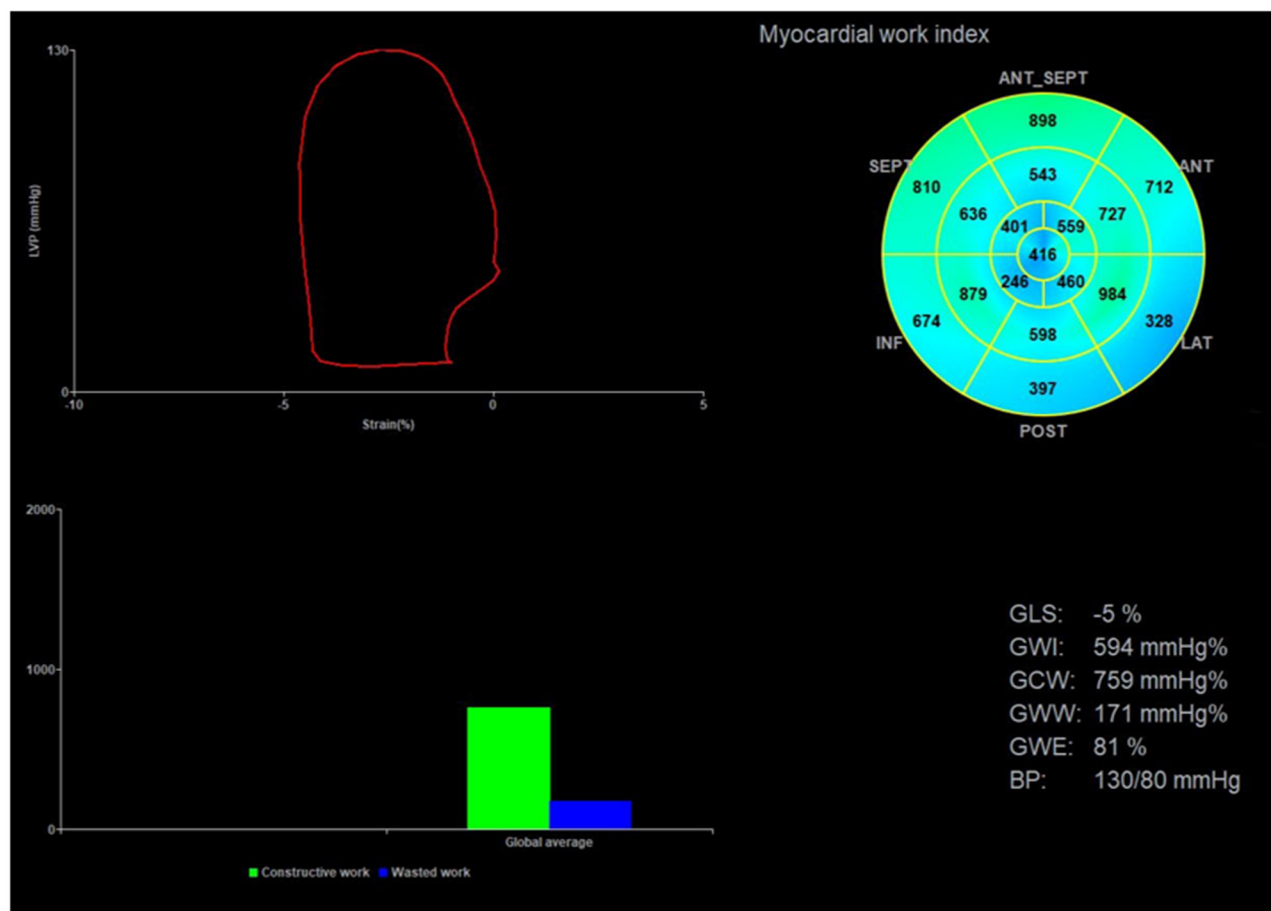 Myocardial work index
130
LVP (mmHg)
0
-10
-5
0
5
Strain(%)
ANT_SEPT
SEPT
ANT
INF
LAT
POST
898
810
712
543
636
727
401
559
416
246
460
879
984
674
328
598
397
2000
1000
0
Global average
Constructive work
Wasted work
GLS: -5 %
GWI: 594 mmHg%
GCW: 759 mmHg%
GWW: 171 mmHg%
GWE: 81 %
BP: 130/80 mmHg